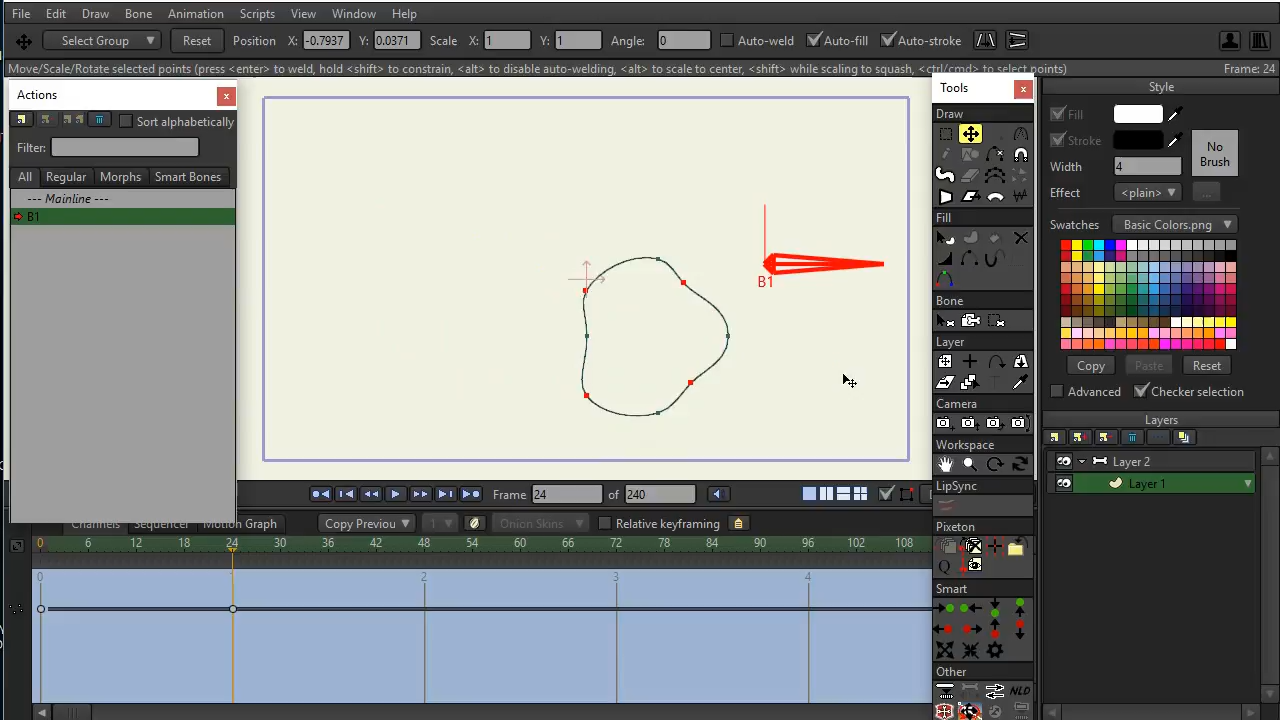 File Edit Draw Bone Animation Scripts View Window Help
Select Group Reset Position X: -0.7937 Y: 0.0371 Scale X: 1 Y: 1 Angle: 0 Auto-weld Auto-fill Auto-stroke
Move/Scale/Rotate selected points (press <enter> to weld, hold <shift> to constrain, <alt> to disable auto-welding, <alt> to scale to center, <shift> while scaling to squash, <ctrl/cmd> to select points) Frame: 24
Actions
Sort alphabetically
Filter:
All Regular Morphs Smart Bones
--- Mainline ---
B1
B1
Tools
Draw
Fill
Bone
Layer
Camera
Workspace
LipSync
Pixeton
Q
Smart
Other
NLD
Style
Fill
Stroke
No
Brush
Width 4
Effect <plain> ...
Swatches Basic Colors.png
Copy Paste Reset
Advanced Checker selection
Layers
Layer 2
Layer 1
Frame 24 of 240
Channels Sequencer Motion Graph Copy Previou 1 Onion Skins Relative keyframing
0 6 12 18 24 30 36 42 48 54 60 66 72 78 84 90 96 102 108
0 1 2 3 4